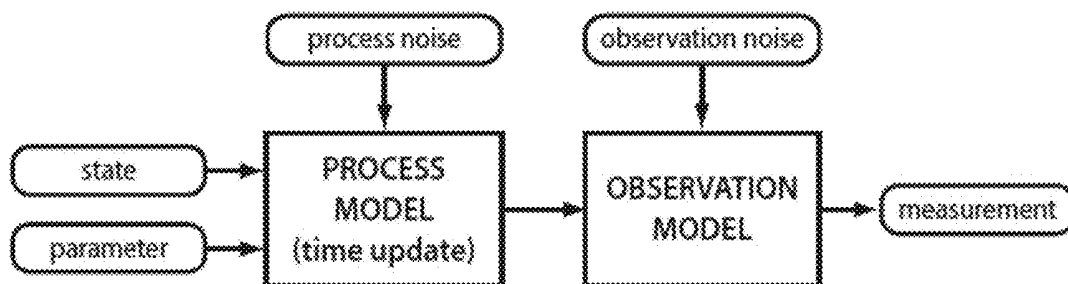 process noise
observation noise
state
parameter
PROCESS
MODEL
(time update)
OBSERVATION
MODEL
measurement